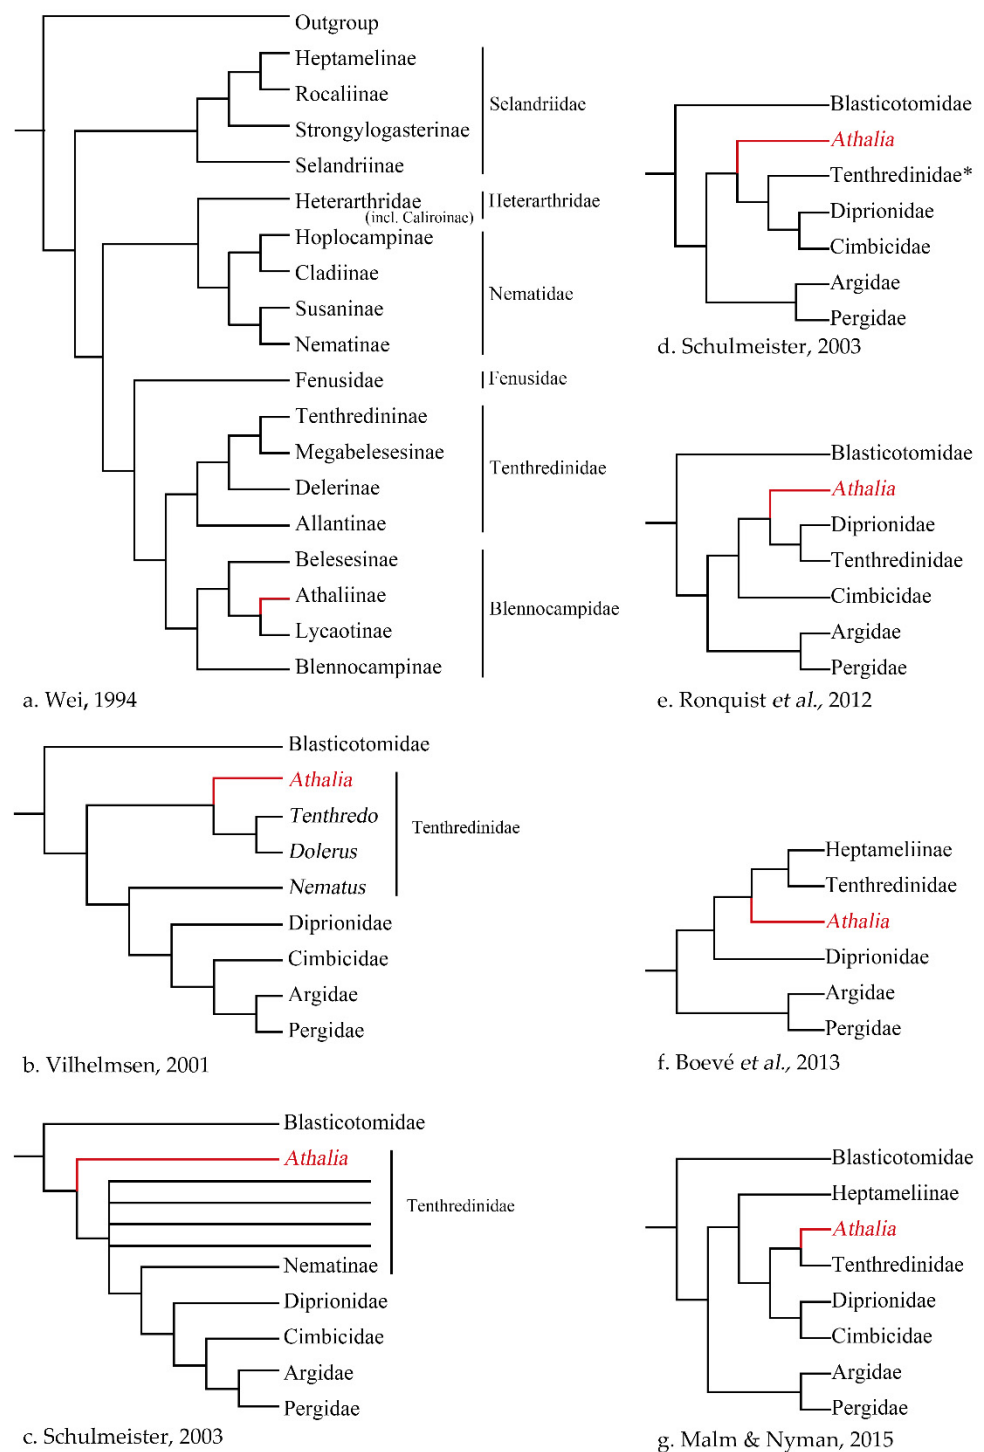 Outgroup
Heptamelinae
Rocaliinae
Strongylogasterinae
Selandriinae
Selandriidae
Heterarthridae
(incl. Caliroinae)
Heterarthridae
Hoplocampinae
Cladiinae
Susaninae
Nematinae
Nematidae
Fenusidae
Fenusidae
Tenthredininae
Megabelesesinae
Delerinae
Allantinae
Tenthredinidae
Belesesinae
Athaliinae
Lycaotinae
Blennocampinae
Blennocampidae
a. Wei, 1994
Blasticotomidae
Athalia
Tenthredo
Dolerus
Nematus
Tenthredinidae
Diprionidae
Cimbicidae
Argidae
Pergidae
b. Vilhelmsen, 2001
Blasticotomidae
Athalia
Tenthredinidae
Nematinae
Diprionidae
Cimbicidae
Argidae
Pergidae
c. Schulmeister, 2003
Blasticotomidae
Athalia
Tenthredinidae*
Diprionidae
Cimbicidae
Argidae
Pergidae
d. Schulmeister, 2003
Blasticotomidae
Athalia
Diprionidae
Tenthredinidae
Cimbicidae
Argidae
Pergidae
e. Ronquist et al., 2012
Heptameliinae
Tenthredinidae
Athalia
Diprionidae
Argidae
Pergidae
f. Boevé et al., 2013
Blasticotomidae
Heptameliinae
Athalia
Tenthredinidae
Diprionidae
Cimbicidae
Argidae
Pergidae
g. Malm & Nyman, 2015